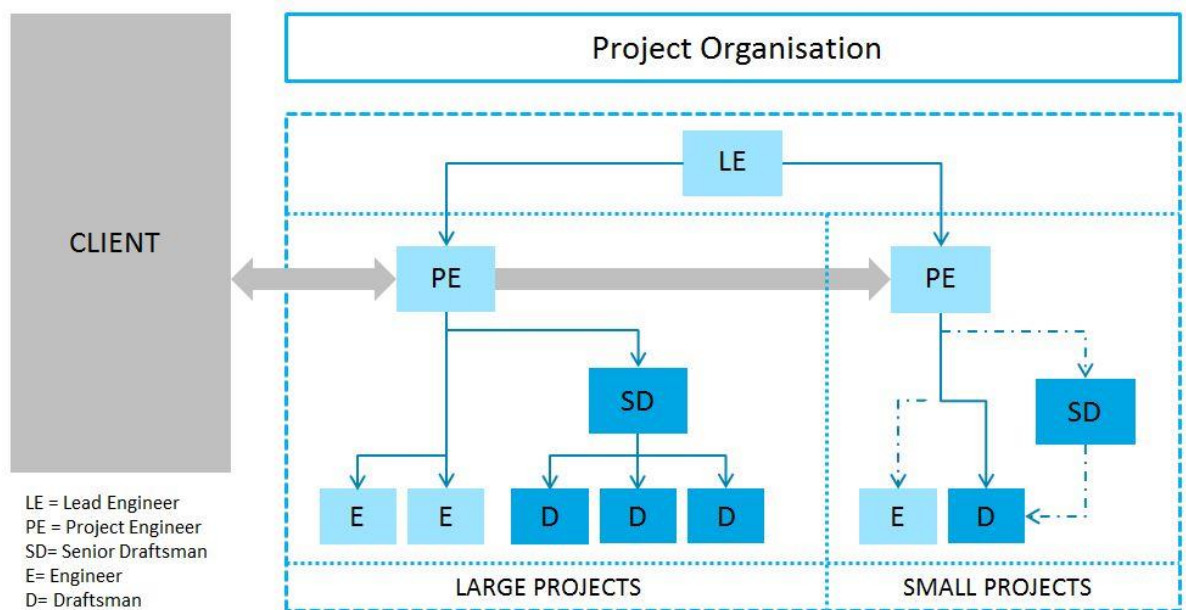 Project Organisation
CLIENT
LE
PE
PE
SD
SD
E
E
D
D
D
E
D
LE = Lead Engineer
PE = Project Engineer
SD= Senior Draftsman
E= Engineer
D= Draftsman
LARGE PROJECTS
SMALL PROJECTS